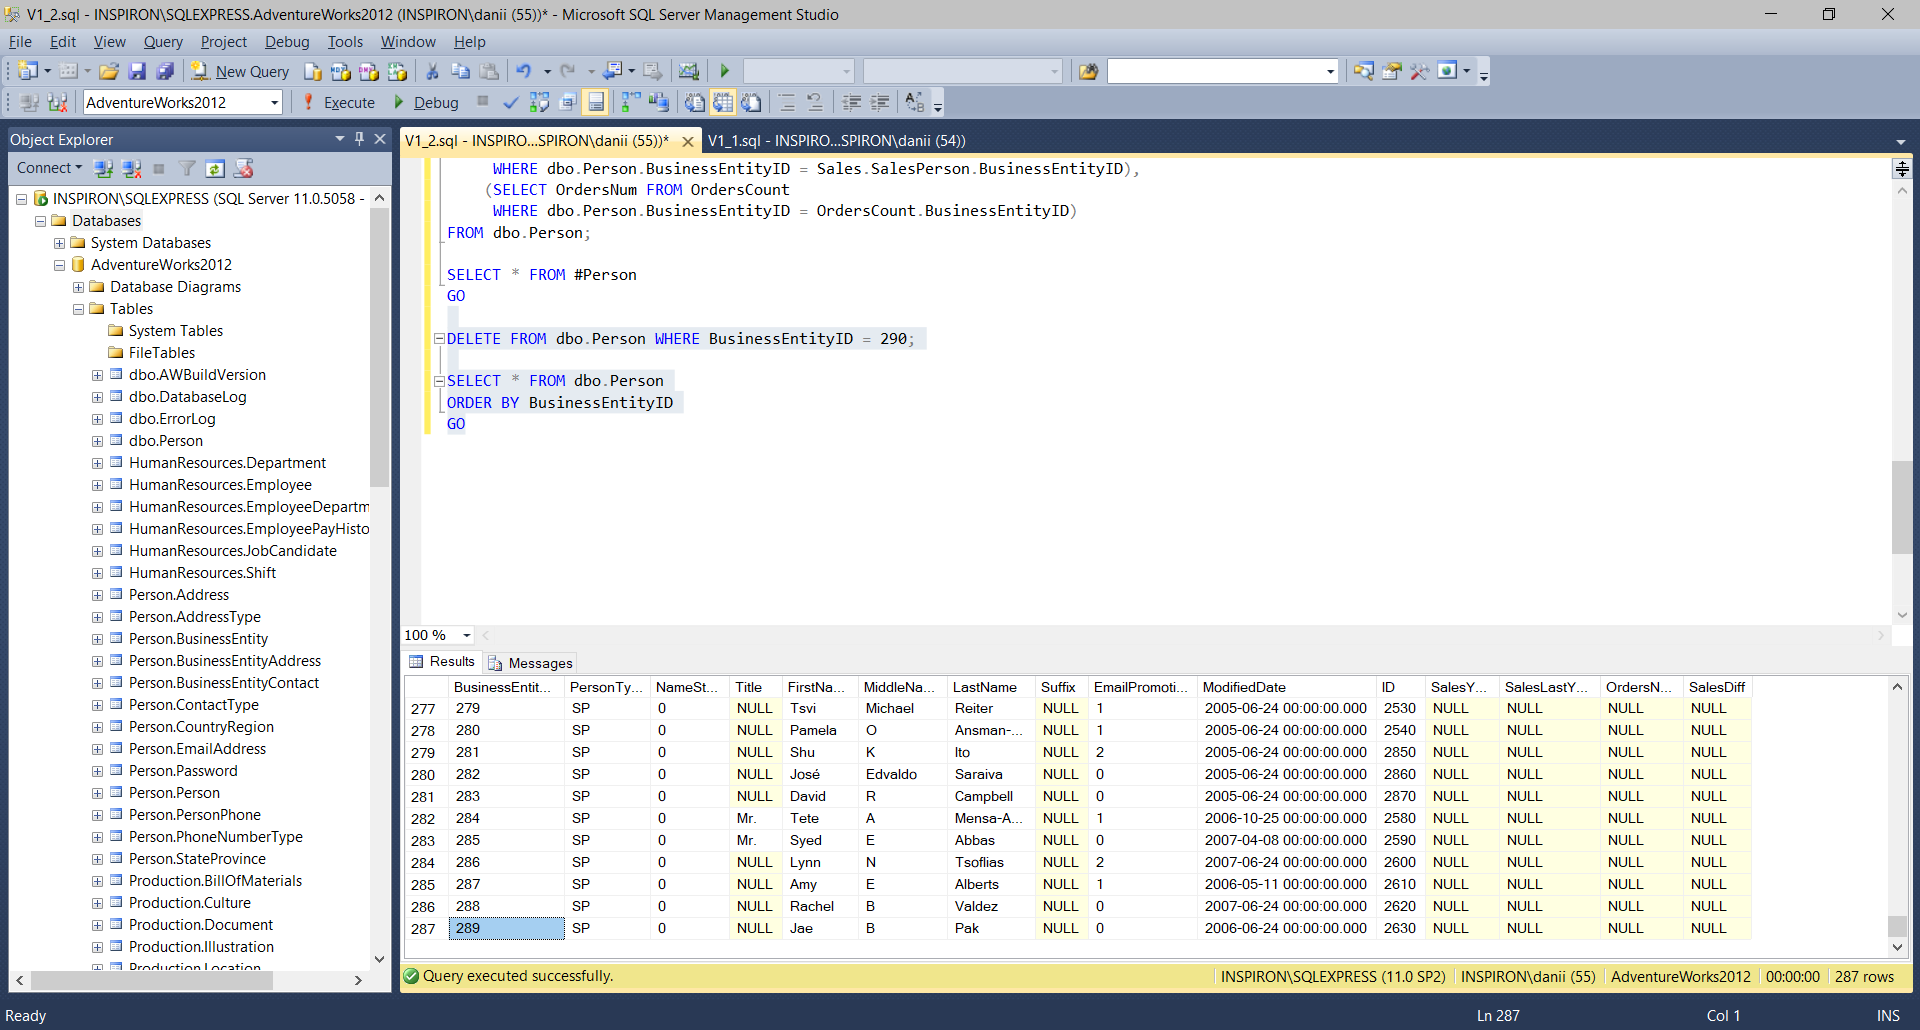 V1_2.sql - INSPIRON\SQLEXPRESS.AdventureWorks2012 (INSPIRON\danii (55))* - Microsoft SQL Server Management Studio
File Edit View Query Project Debug Tools Window Help
New Query
AdventureWorks2012 Execute Debug
Object Explorer
Connect
INSPIRON\SQLEXPRESS (SQL Server 11.0.5058 -
Databases
System Databases
AdventureWorks2012
Database Diagrams
Tables
System Tables
FileTables
dbo.AWBuildVersion
dbo.DatabaseLog
dbo.ErrorLog
dbo.Person
HumanResources.Department
HumanResources.Employee
HumanResources.EmployeeDepartm
HumanResources.EmployeePayHisto
HumanResources.JobCandidate
HumanResources.Shift
Person.Address
Person.AddressType
Person.BusinessEntity
Person.BusinessEntityAddress
Person.BusinessEntityContact
Person.ContactType
Person.CountryRegion
Person.EmailAddress
Person.Password
Person.Person
Person.PersonPhone
Person.PhoneNumberType
Person.StateProvince
Production.BillOfMaterials
Production.Culture
Production.Document
Production.Illustration
Production.Location
V1_2.sql - INSPIRO...SPIRON\danii (55))* V1_1.sql - INSPIRO...SPIRON\danii (54))
WHERE dbo.Person.BusinessEntityID = Sales.SalesPerson.BusinessEntityID),
(SELECT OrdersNum FROM OrdersCount
WHERE dbo.Person.BusinessEntityID = OrdersCount.BusinessEntityID)
FROM dbo.Person;
SELECT * FROM #Person
GO
DELETE FROM dbo.Person WHERE BusinessEntityID = 290;
SELECT * FROM dbo.Person
ORDER BY BusinessEntityID
GO
100 %
Results Messages
BusinessEntit... PersonTy... NameSt... Title FirstNa... MiddleNa... LastName Suffix EmailPromoti... ModifiedDate ID SalesY... SalesLastY... OrdersN... SalesDiff
277 279 SP 0 NULL Tsvi Michael Reiter NULL 1 2005-06-24 00:00:00.000 2530 NULL NULL NULL NULL
278 280 SP 0 NULL Pamela O Ansman-... NULL 1 2005-06-24 00:00:00.000 2540 NULL NULL NULL NULL
279 281 SP 0 NULL Shu K Ito NULL 2 2005-06-24 00:00:00.000 2850 NULL NULL NULL NULL
280 282 SP 0 NULL José Edvaldo Saraiva NULL 0 2005-06-24 00:00:00.000 2860 NULL NULL NULL NULL
281 283 SP 0 NULL David R Campbell NULL 0 2005-06-24 00:00:00.000 2870 NULL NULL NULL NULL
282 284 SP 0 Mr. Tete A Mensa-A... NULL 1 2006-10-25 00:00:00.000 2580 NULL NULL NULL NULL
283 285 SP 0 Mr. Syed E Abbas NULL 0 2007-04-08 00:00:00.000 2590 NULL NULL NULL NULL
284 286 SP 0 NULL Lynn N Tsoflias NULL 2 2007-06-24 00:00:00.000 2600 NULL NULL NULL NULL
285 287 SP 0 NULL Amy E Alberts NULL 1 2006-05-11 00:00:00.000 2610 NULL NULL NULL NULL
286 288 SP 0 NULL Rachel B Valdez NULL 0 2007-06-24 00:00:00.000 2620 NULL NULL NULL NULL
287 289 SP 0 NULL Jae B Pak NULL 0 2006-06-24 00:00:00.000 2630 NULL NULL NULL NULL
Query executed successfully. INSPIRON\SQLEXPRESS (11.0 SP2) INSPIRON\danii (55) AdventureWorks2012 00:00:00 287 rows
Ready Ln 287 Col 1 INS